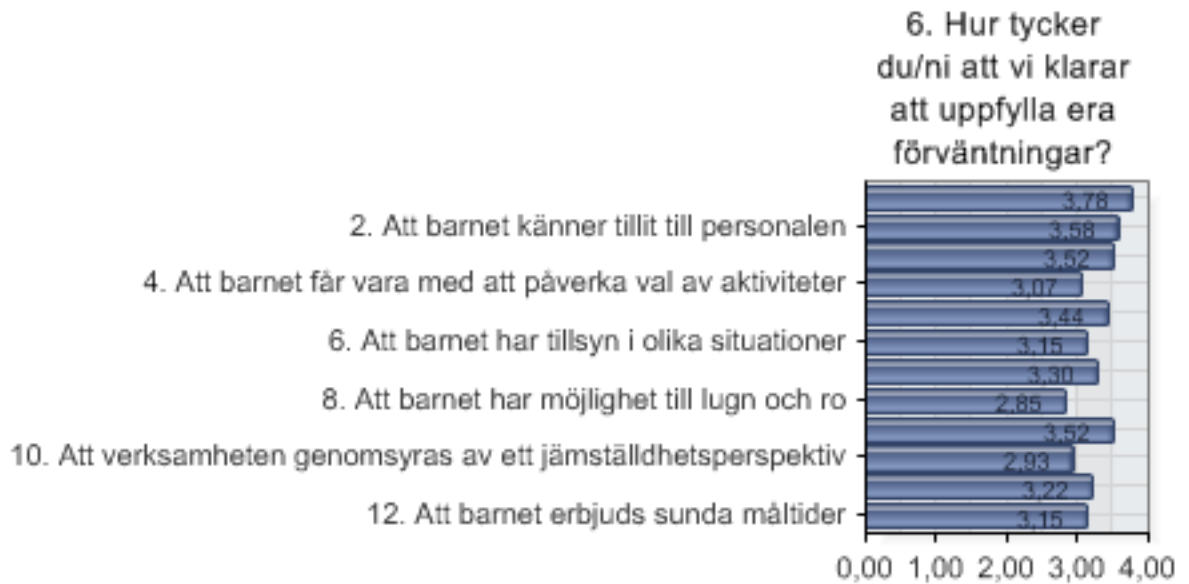 6. Hur tycker
du/ni att vi klarar
att uppfylla era
förväntningar?
3,78
2. Att barnet känner tillit till personalen
3,58
3,52
4. Att barnet får vara med att påverka val av aktiviteter
3,07
3,44
6. Att barnet har tillsyn i olika situationer
3,15
3,30
8. Att barnet har möjlighet till lugn och ro
2,85
3,52
10. Att verksamheten genomsyras av ett jämställdhetsperspektiv
2,93
3,22
12. Att barnet erbjuds sunda måltider
3,15
0,00 1,00 2,00 3,00 4,00